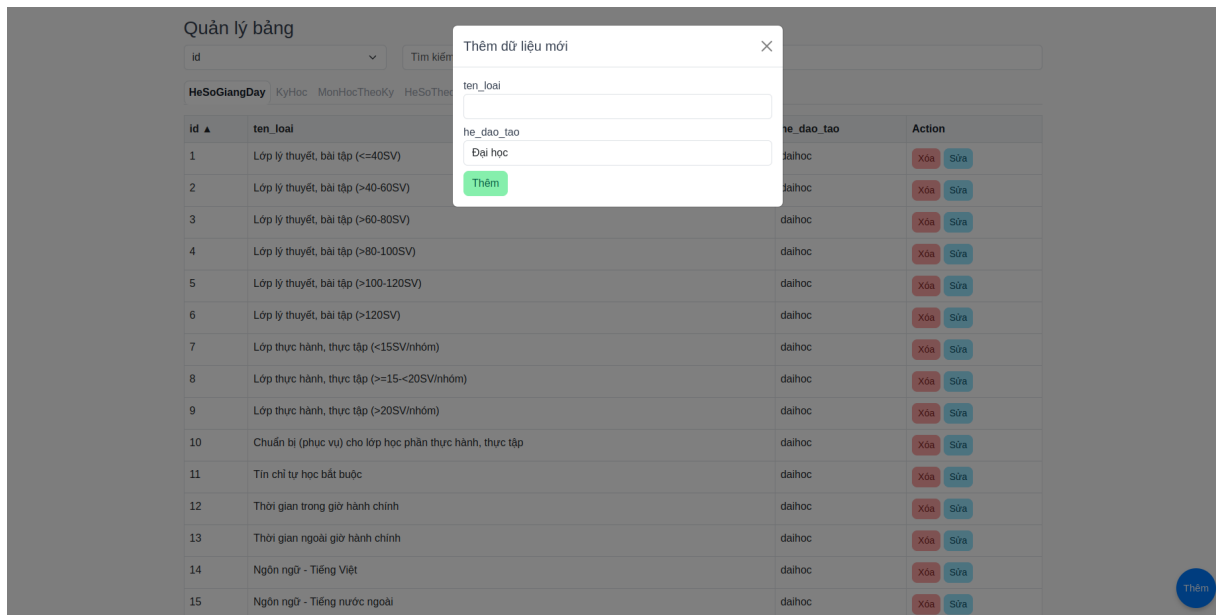 Quản lý bảng
Thêm dữ liệu mới
id
Tìm kiếm
ten_loai
HeSoGiangDay KyHoc MonHocTheoKy
he_dao_tao
Đại học
Thêm
id ▲ ten_loai he_dao_tao Action
1 Lớp lý thuyết, bài tập (<=40SV) daihoc Xóa Sửa
2 Lớp lý thuyết, bài tập (>40-60SV) daihoc Xóa Sửa
3 Lớp lý thuyết, bài tập (>60-80SV) daihoc Xóa Sửa
4 Lớp lý thuyết, bài tập (>80-100SV) daihoc Xóa Sửa
5 Lớp lý thuyết, bài tập (>100-120SV) daihoc Xóa Sửa
6 Lớp lý thuyết, bài tập (>120SV) daihoc Xóa Sửa
7 Lớp thực hành, thực tập (<15SV/nhóm) daihoc Xóa Sửa
8 Lớp thực hành, thực tập (>=15-<20SV/nhóm) daihoc Xóa Sửa
9 Lớp thực hành, thực tập (>20SV/nhóm) daihoc Xóa Sửa
10 Chuẩn bị (phục vụ) cho lớp học phần thực hành, thực tập daihoc Xóa Sửa
11 Tín chỉ tự học bắt buộc daihoc Xóa Sửa
12 Thời gian trong giờ hành chính daihoc Xóa Sửa
13 Thời gian ngoài giờ hành chính daihoc Xóa Sửa
14 Ngôn ngữ - Tiếng Việt daihoc Xóa Sửa
15 Ngôn ngữ - Tiếng nước ngoài daihoc Xóa Sửa
Thêm